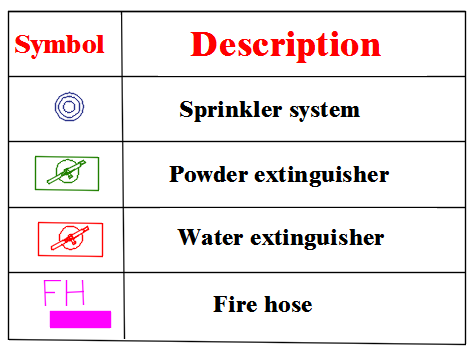 Symbol Description
Sprinkler system
Powder extinguisher
Water extinguisher
FH Fire hose